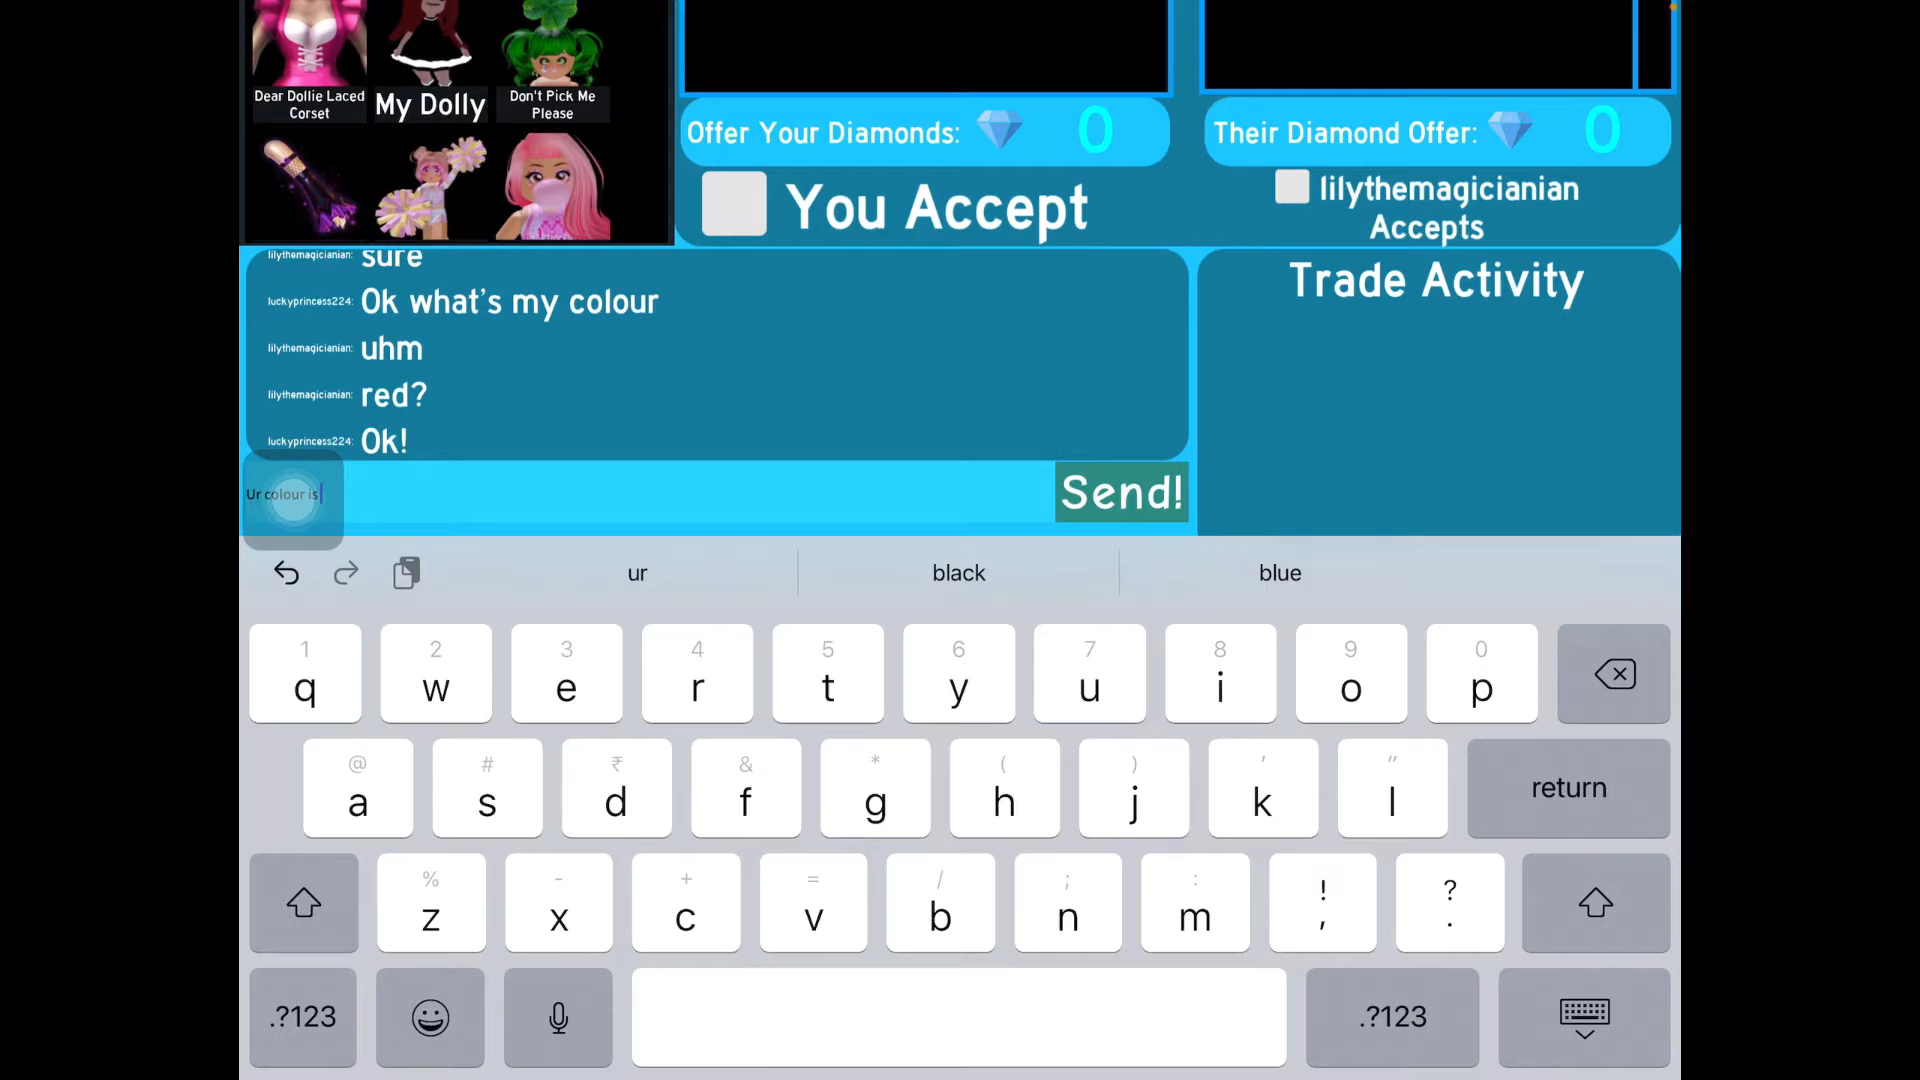 Dear Dollie Laced
Corset
My Dolly
Don't Pick Me
Please
Offer Your Diamonds: 0
Their Diamond Offer: 0
You Accept
lilythemagicianian
Accepts
lilythemagicianian: sure
luckyprincess224: Ok what's my colour
lilythemagicianian: uhm
lilythemagicianian: red?
luckyprincess224: Ok!
Trade Activity
Ur colour is
Send!
ur black blue
1 2 3 4 5 6 7 8 9 0
q w e r t y u i o p
@ # ₹ & * ( ) ' "
a s d f g h j k l return
% - + = / ; : ! ?
z x c v b n m , .
.?123 .?123